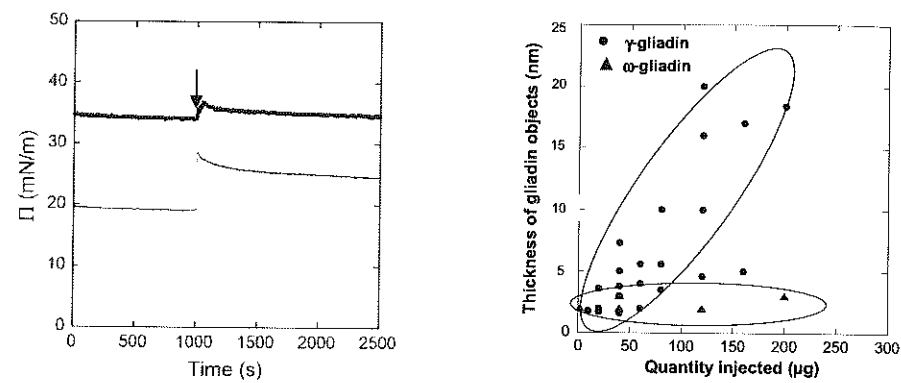 50
40
30
20
10
0
Π (mN/m)
0 500 1000 1500 2000 2500
Time (s)
25
20
15
10
5
0
Thickness of gliadin objects (nm)
γ-gliadin
ω-gliadin
0 50 100 150 200 250 300
Quantity injected (µg)